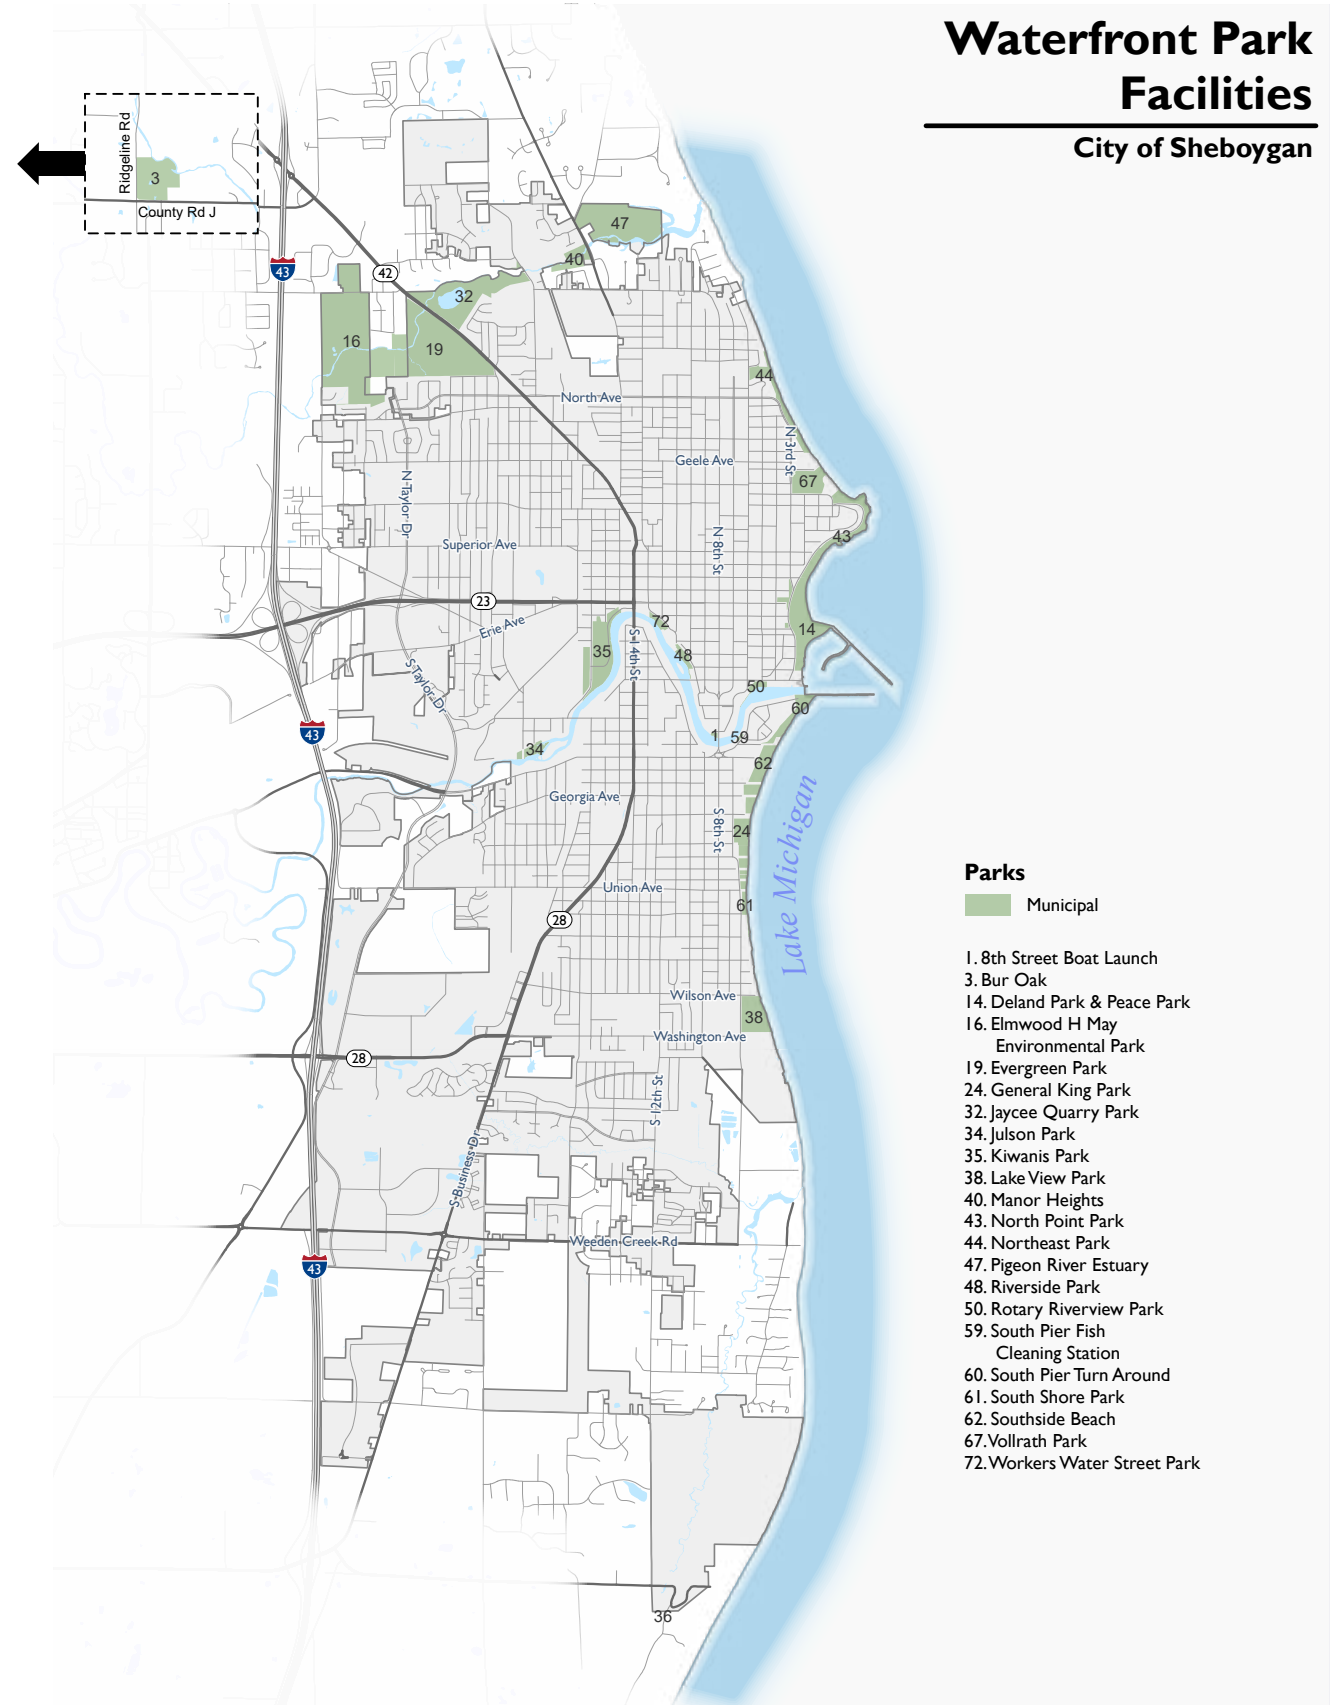 Waterfront Park
Facilities
City of Sheboygan
Ridgeline Rd
3
County Rd J
47
40
43
42
32
16
19
44
North Ave
N 3rd St
Geele Ave
67
N Taylor Dr
N 8th St
43
Superior Ave
23
Erie Ave
72
14
35
S 14th St
48
S Taylor Dr
50
60
43
1
59
34
62
Georgia Ave
Lake Michigan
S 8th St
24
Union Ave
61
28
Wilson Ave
38
Washington Ave
28
S 12th St
S Business Dr
Weeden Creek Rd
43
36
Parks
Municipal
1. 8th Street Boat Launch
3. Bur Oak
14. Deland Park & Peace Park
16. Elmwood H May
Environmental Park
19. Evergreen Park
24. General King Park
32. Jaycee Quarry Park
34. Julson Park
35. Kiwanis Park
38. Lake View Park
40. Manor Heights
43. North Point Park
44. Northeast Park
47. Pigeon River Estuary
48. Riverside Park
50. Rotary Riverview Park
59. South Pier Fish
Cleaning Station
60. South Pier Turn Around
61. South Shore Park
62. Southside Beach
67. Vollrath Park
72. Workers Water Street Park